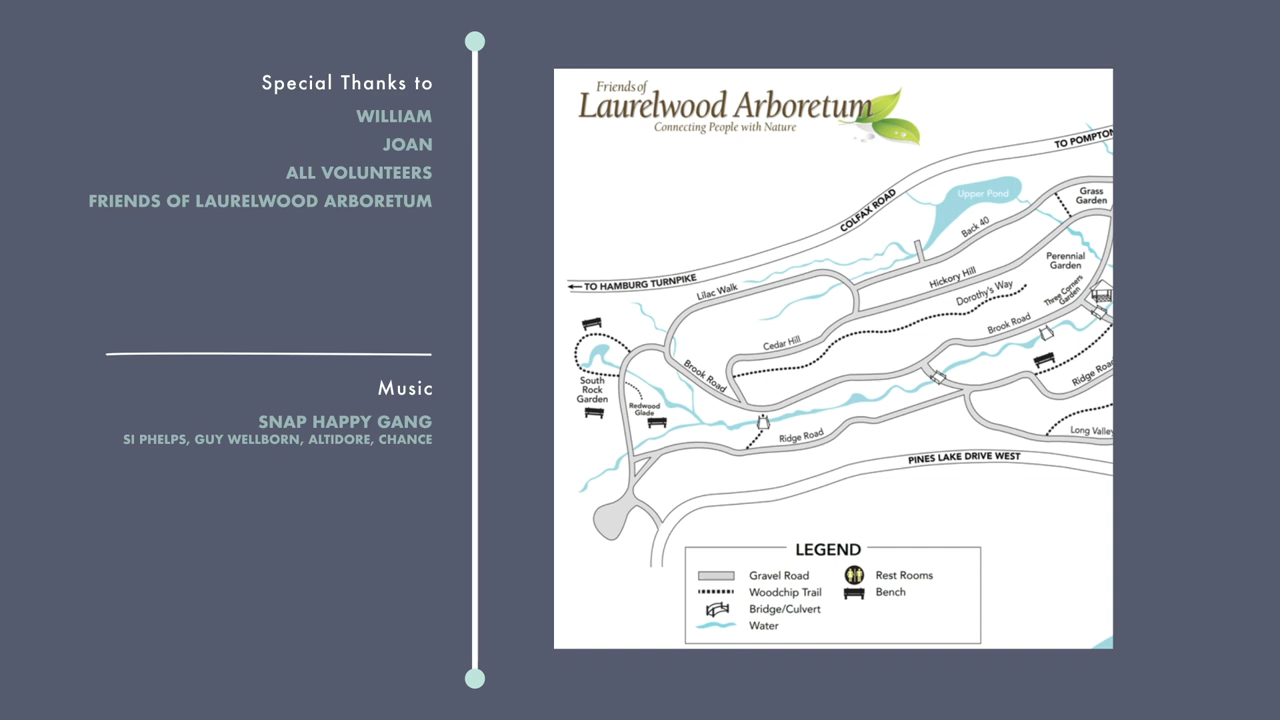 Special Thanks to
WILLIAM
JOAN
ALL VOLUNTEERS
FRIENDS OF LAURELWOOD ARBORETUM
Music
SNAP HAPPY GANG
SI PHELPS, GUY WELLBORN, ALTIDORE, CHANCE
Friends of
Laurelwood Arboretum
Connecting People with Nature
TO POMPTON
COLFAX ROAD
Upper Pond
Grass
Garden
Back 40
Perennial
Garden
TO HAMBURG TURNPIKE
Lilac Walk
Hickory Hill
Dorothy's Way
Three Corners
Garden
Brook Road
Cedar Hill
Brook Road
South
Rock
Garden
Redwood
Glade
Ridge Road
Ridge Road
Long Valley
PINES LAKE DRIVE WEST
LEGEND
Gravel Road
Rest Rooms
Woodchip Trail
Bench
Bridge/Culvert
Water